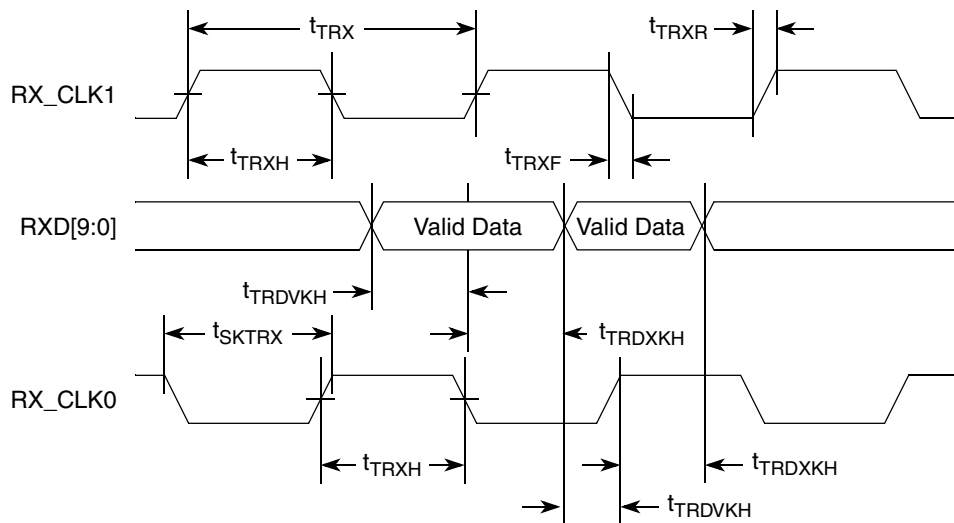 tTRX
tTRXR
RX_CLK1
tTRXH
tTRXF
RXD[9:0]
Valid Data
Valid Data
tTRDVKH
tSKTRX
tTRDXKH
RX_CLK0
tTRXH
tTRDXKH
tTRDVKH